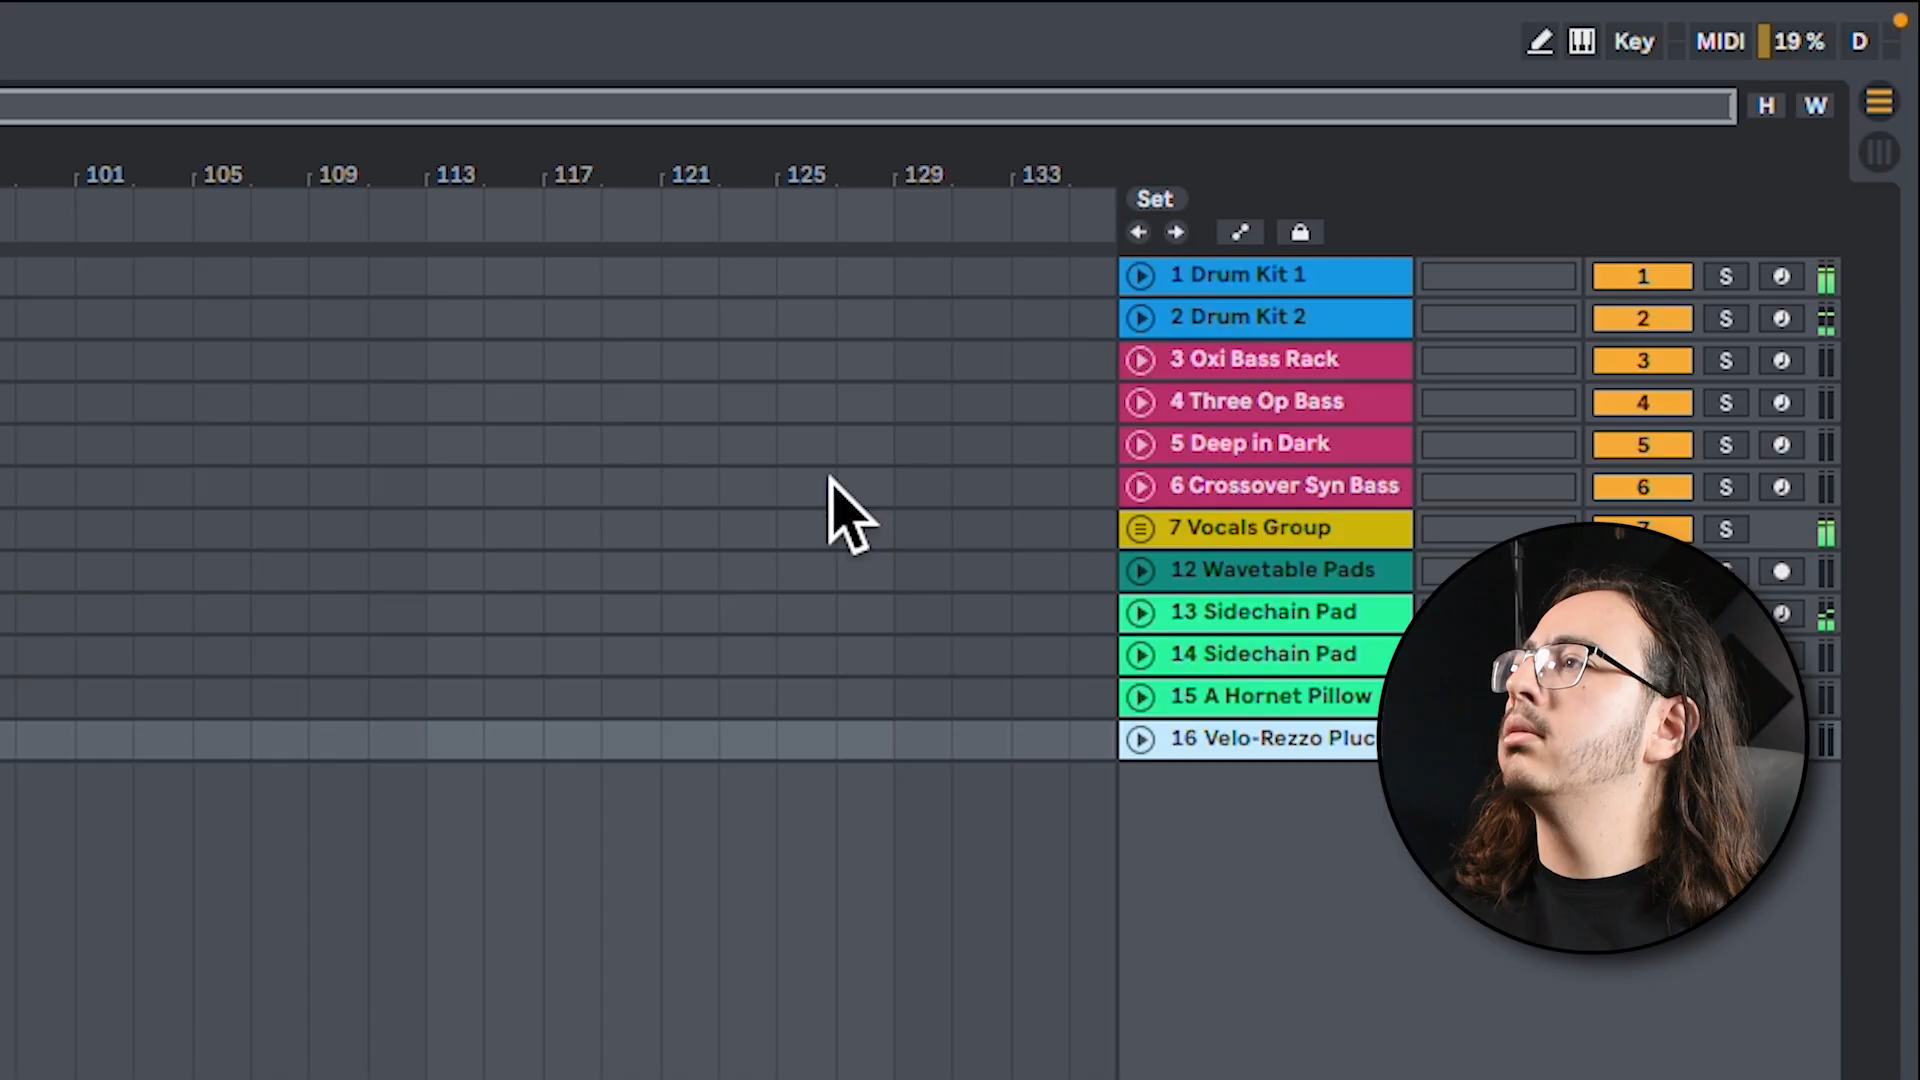 Key MIDI 19 % D
H W
101 105 109 113 117 121 125 129 133
Set
1 Drum Kit 1 1 S
2 Drum Kit 2 2 S
3 Oxi Bass Rack 3 S
4 Three Op Bass 4 S
5 Deep in Dark 5 S
6 Crossover Syn Bass 6 S
7 Vocals Group 7 S
12 Wavetable Pads
13 Sidechain Pad
14 Sidechain Pad
15 A Hornet Pillow
16 Velo-Rezzo Pluc